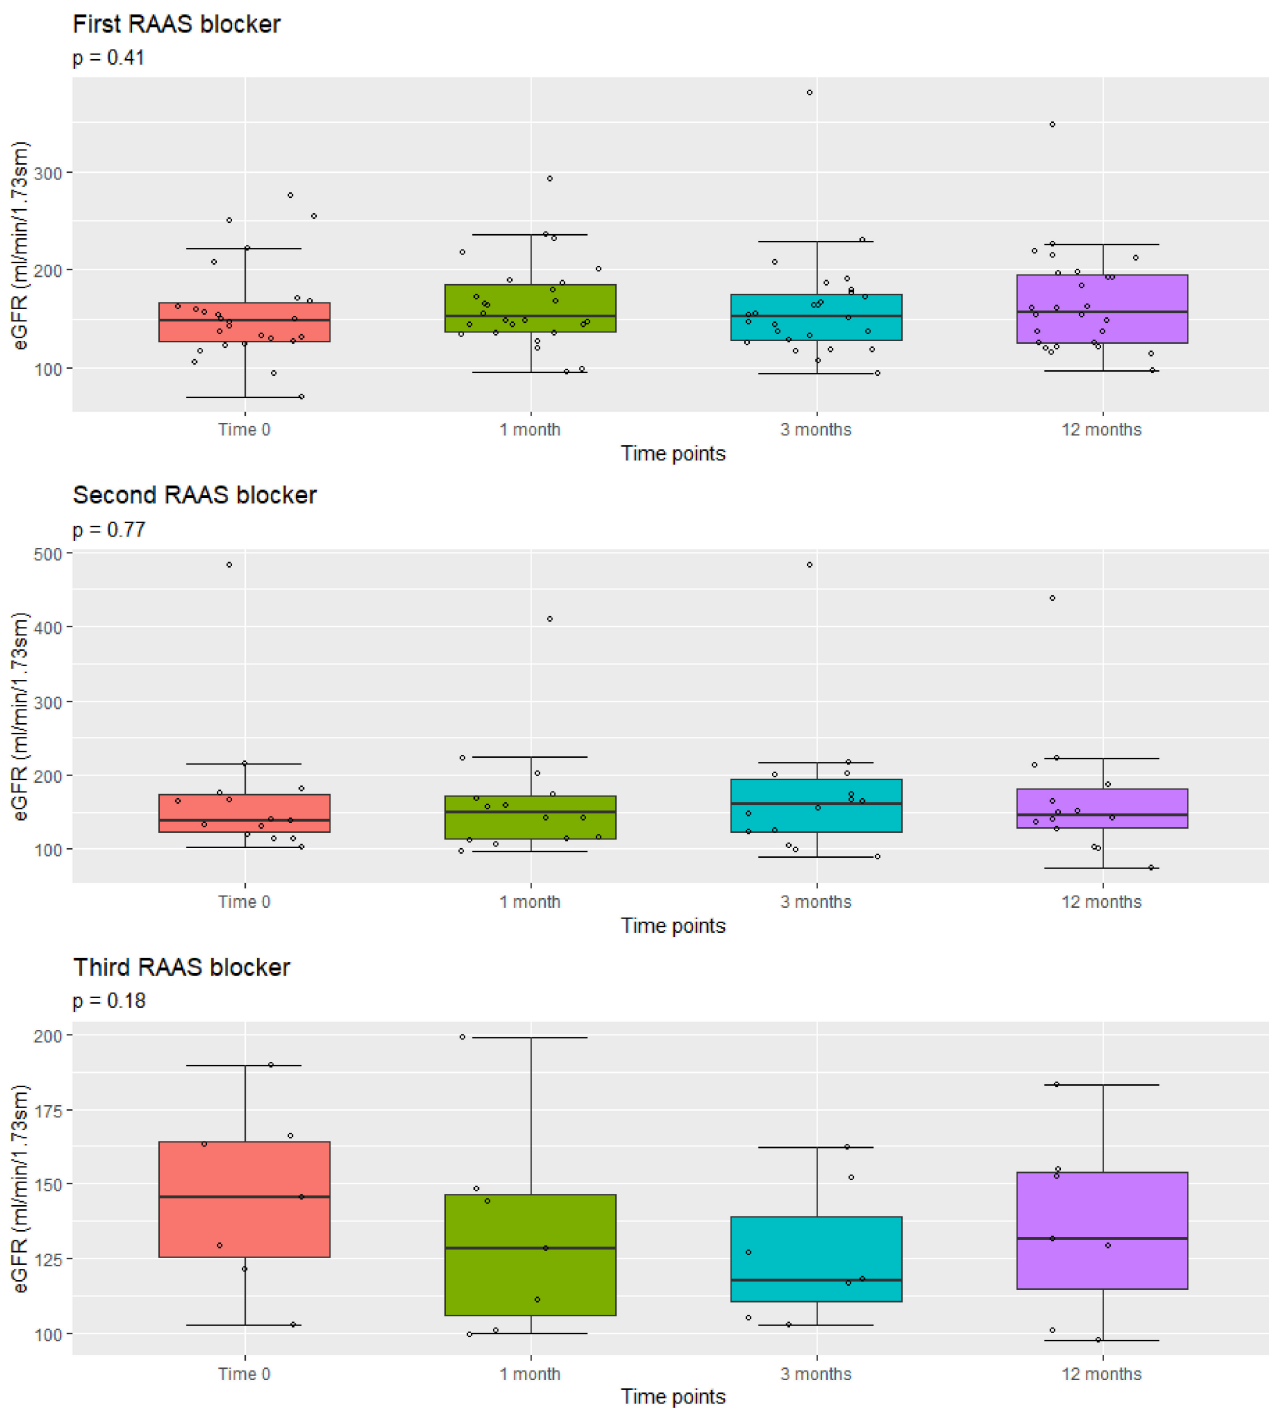 First RAAS blocker
p = 0.41
eGFR (ml/min/1.73sm)
300
200
100
Time 0
1 month
3 months
12 months
Time points
Second RAAS blocker
p = 0.77
eGFR (ml/min/1.73sm)
500
400
300
200
100
Time 0
1 month
3 months
12 months
Time points
Third RAAS blocker
p = 0.18
eGFR (ml/min/1.73sm)
200
175
150
125
100
Time 0
1 month
3 months
12 months
Time points